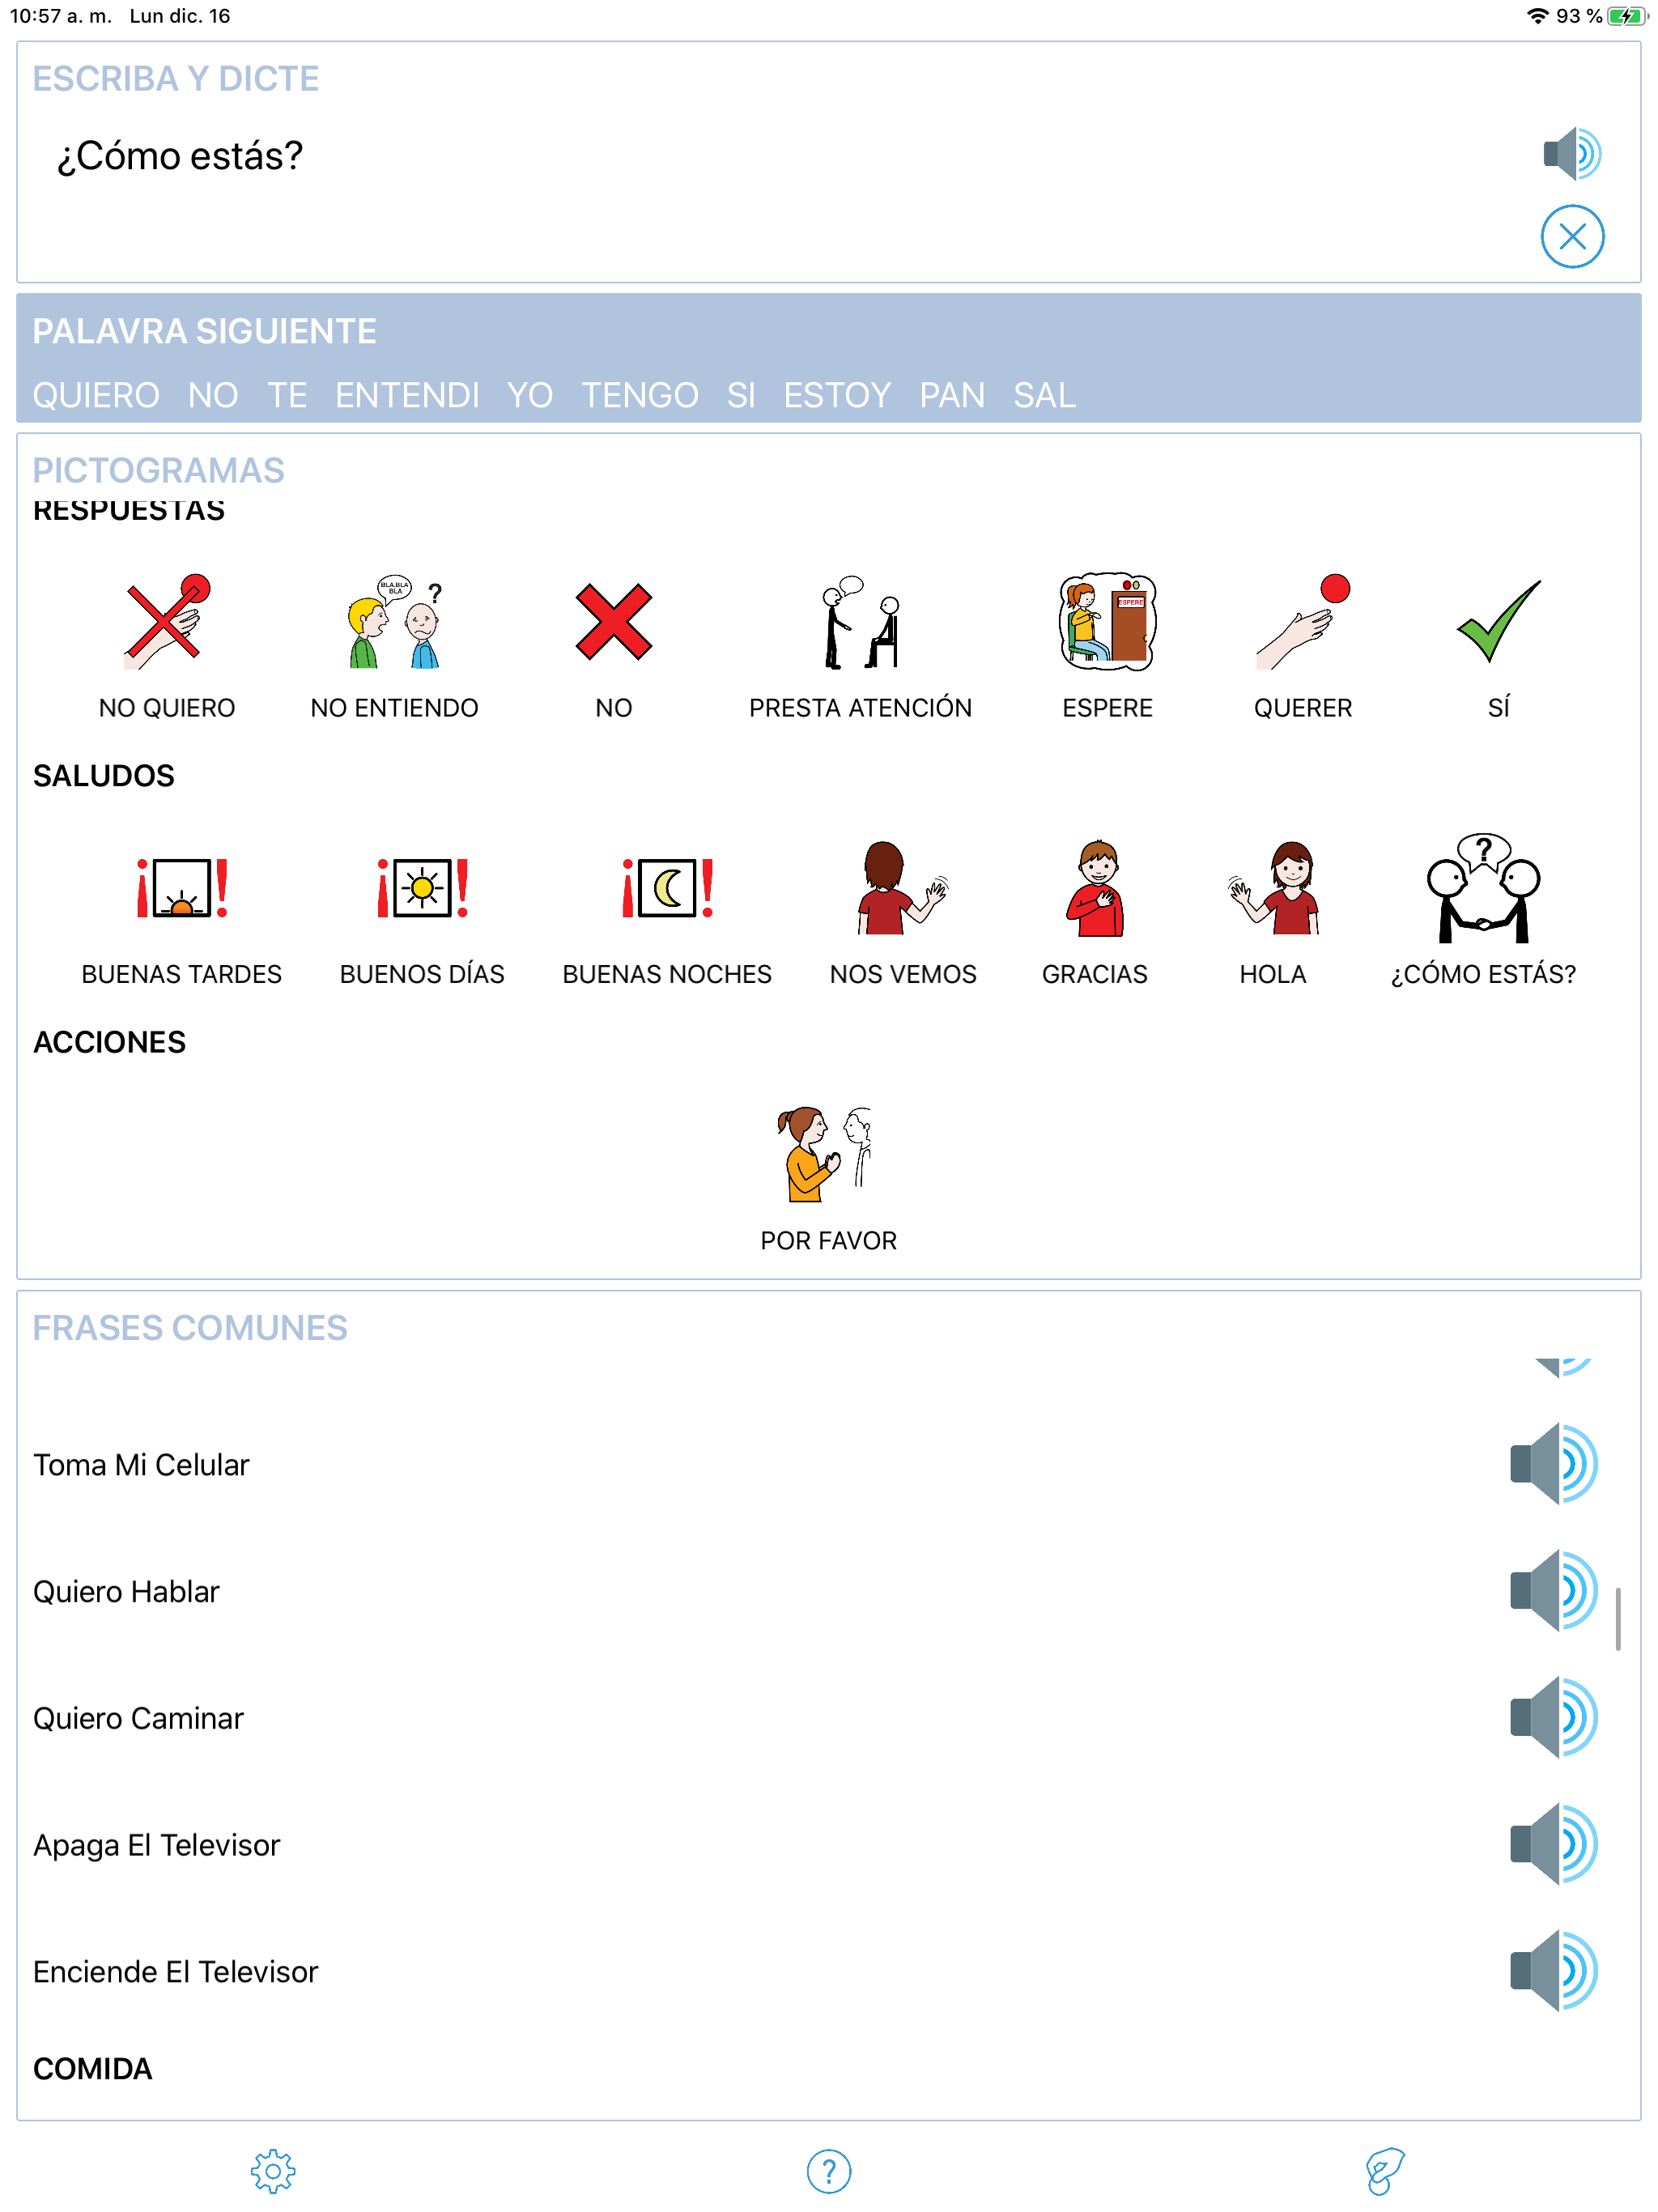 10:57 a. m. Lun dic. 16 93 %
ESCRIBA Y DICTE
¿Cómo estás?
PALAVRA SIGUIENTE
QUIERO NO TE ENTENDI YO TENGO SI ESTOY PAN SAL
PICTOGRAMAS
RESPUESTAS
BLA,BLA
BLA
?
ESPERE
NO QUIERO NO ENTIENDO NO PRESTA ATENCIÓN ESPERE QUERER SÍ
SALUDOS
¡ ! ¡ ! ¡ ! ?
BUENAS TARDES BUENOS DÍAS BUENAS NOCHES NOS VEMOS GRACIAS HOLA ¿CÓMO ESTÁS?
ACCIONES
POR FAVOR
FRASES COMUNES
Toma Mi Celular
Quiero Hablar
Quiero Caminar
Apaga El Televisor
Enciende El Televisor
COMIDA
?